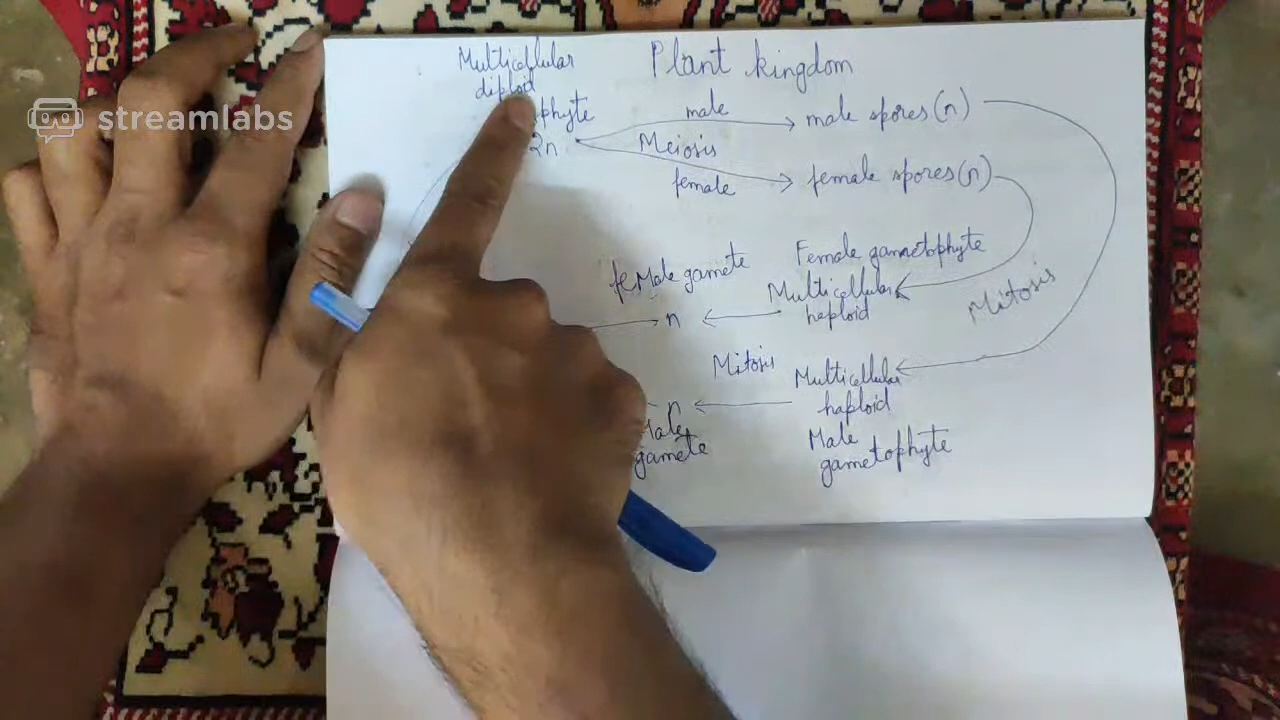 streamlabs
Plant kingdom
Multicellular
diploid
phyte
2n
male
Meiosis
female
male spores (n)
female spores (n)
Mitosis
Female gametophyte
Multicellular
haploid
feMale gamete
n
Mitosis
Multicellular
haploid
Male
gametophyte
n
Male
gamete